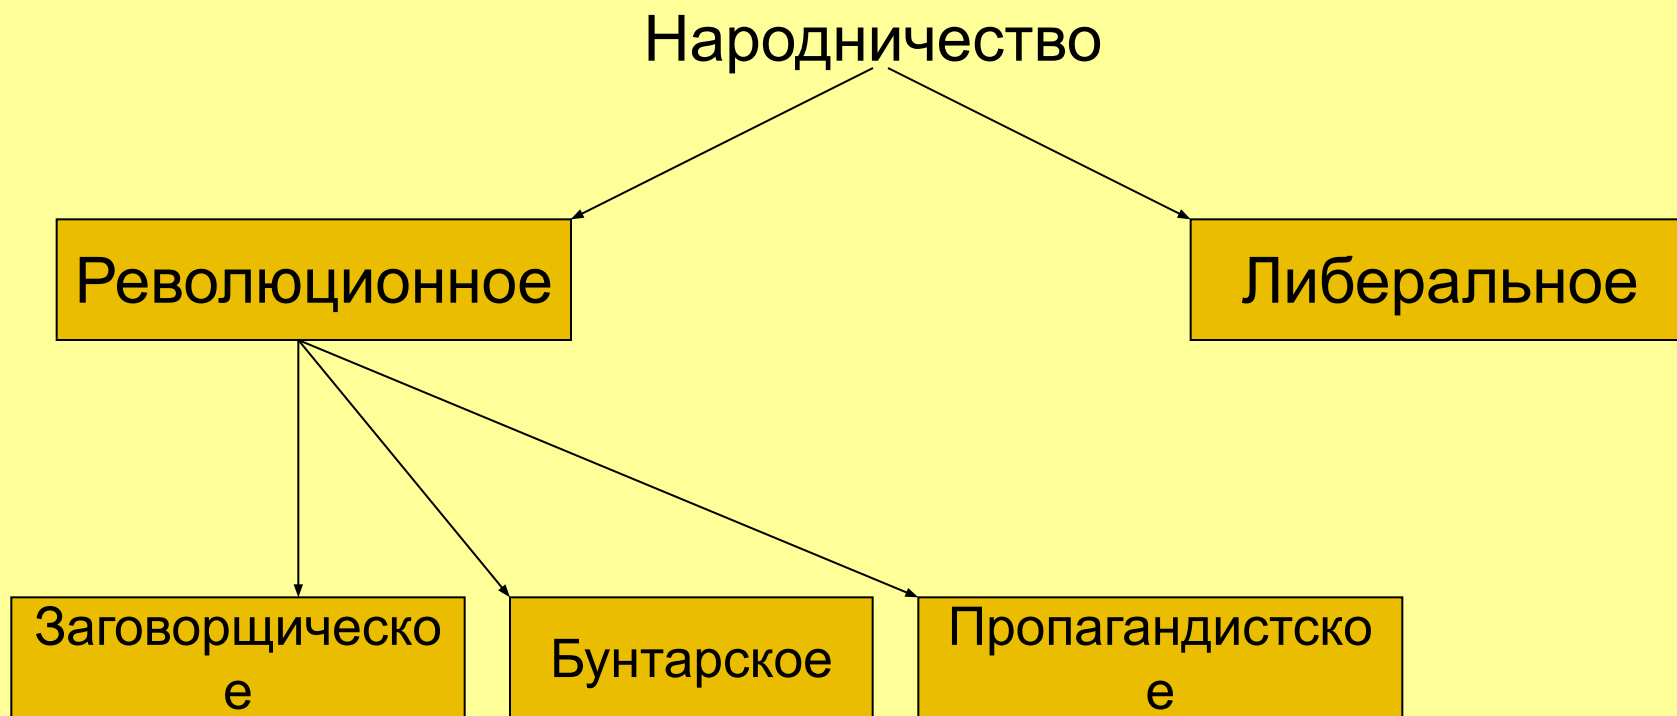 Народничество
Революционное
Либеральное
Заговорщическо
е
Бунтарское
Пропагандистско
е